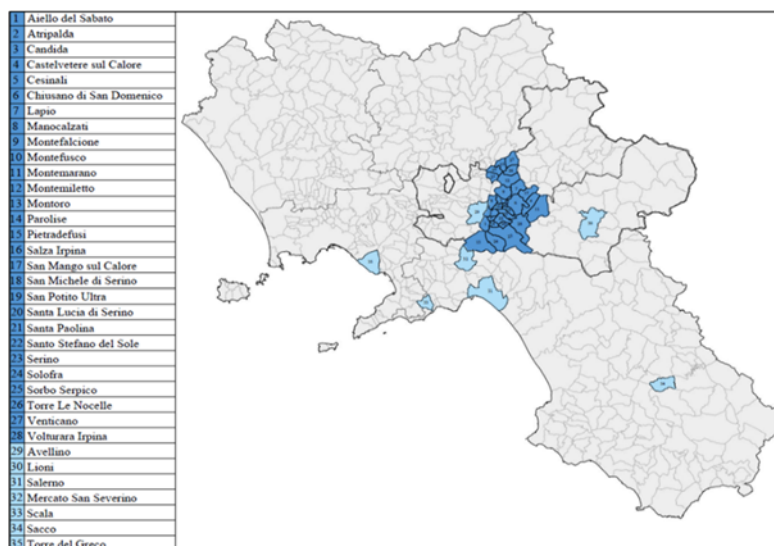 1 Aiello del Sabato
2 Atripalda
3 Candida
4 Castelvetere sul Calore
5 Cesinali
6 Chiusano di San Domenico
7 Lapio
8 Manocalzati
9 Montefalcione
10 Montefusco
11 Montemarano
12 Montemiletto
13 Montoro
14 Parolise
15 Pietradefusi
16 Salza Irpina
17 San Mango sul Calore
18 San Michele di Serino
19 San Potito Ultra
20 Santa Lucia di Serino
21 Santa Paolina
22 Santo Stefano del Sole
23 Serino
24 Solofra
25 Sorbo Serpico
26 Torre Le Nocelle
27 Venticano
28 Volturara Irpina
29 Avellino
30 Lioni
31 Salerno
32 Mercato San Severino
33 Scala
34 Sacco
35 Torre del Greco